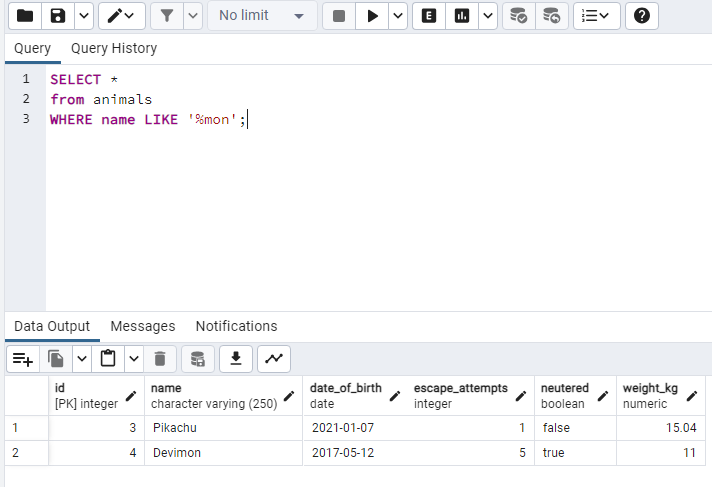 No limit
E
Query Query History
1 SELECT *
2 from animals
3 WHERE name LIKE '%mon';
Data Output Messages Notifications
id name date_of_birth escape_attempts neutered weight_kg
[PK] integer character varying (250) date integer boolean numeric
1 3 Pikachu 2021-01-07 1 false 15.04
2 4 Devimon 2017-05-12 5 true 11